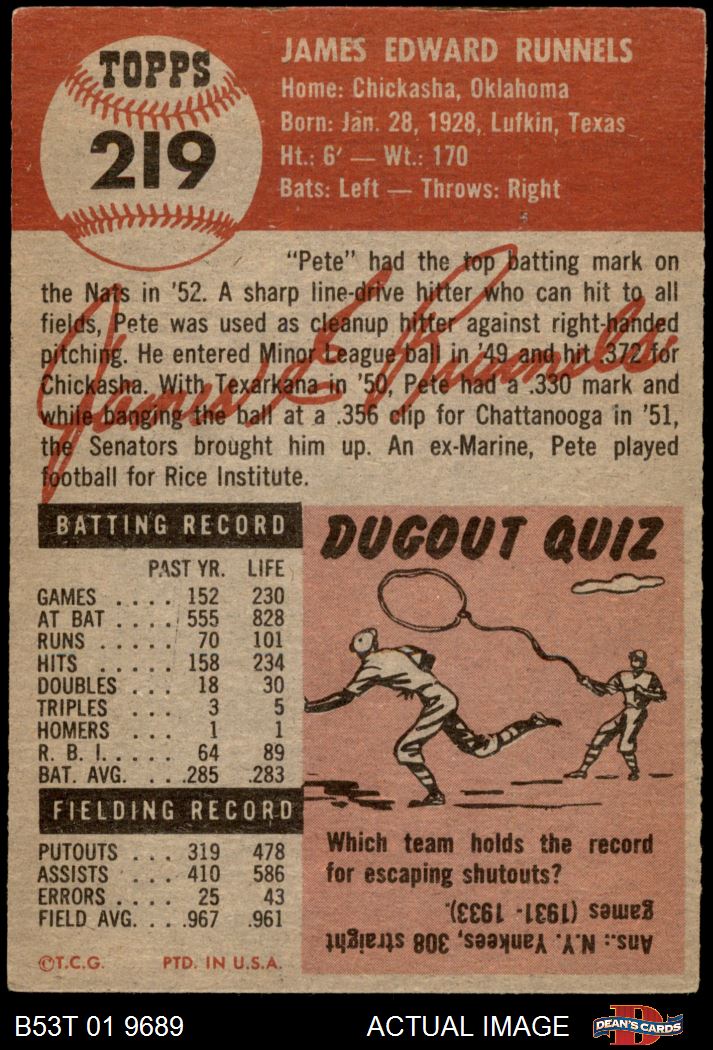 TOPPS
219
JAMES EDWARD RUNNELS
Home: Chickasha, Oklahoma
Born: Jan. 28, 1928, Lufkin, Texas
Ht.: 6′ — Wt.: 170
Bats: Left — Throws: Right
"Pete" had the top batting mark on
the Nats in '52. A sharp line-drive hitter who can hit to all
fields, Pete was used as cleanup hitter against right-handed
pitching. He entered Minor League ball in '49 and hit .372 for
Chickasha. With Texarkana in '50, Pete had a .330 mark and
while banging the ball at a .356 clip for Chattanooga in '51,
the Senators brought him up. An ex-Marine, Pete played
football for Rice Institute.
James E Runnels
BATTING RECORD
PAST YR. LIFE
GAMES .... 152 230
AT BAT .... 555 828
RUNS .... 70 101
HITS .... 158 234
DOUBLES ... 18 30
TRIPLES ... 3 5
HOMERS ... 1 1
R. B. I. .... 64 89
BAT. AVG. ... .285 .283
FIELDING RECORD
PUTOUTS ... 319 478
ASSISTS ... 410 586
ERRORS .... 25 43
FIELD AVG. ... .967 .961
©T.C.G. PTD. IN U.S.A.
DUGOUT QUIZ
Which team holds the record
for escaping shutouts?
Ans.: N.Y. Yankees, 308 straight
games (1931 - 1933).
B53T 01 9689
ACTUAL IMAGE
D
DEAN'S CARDS